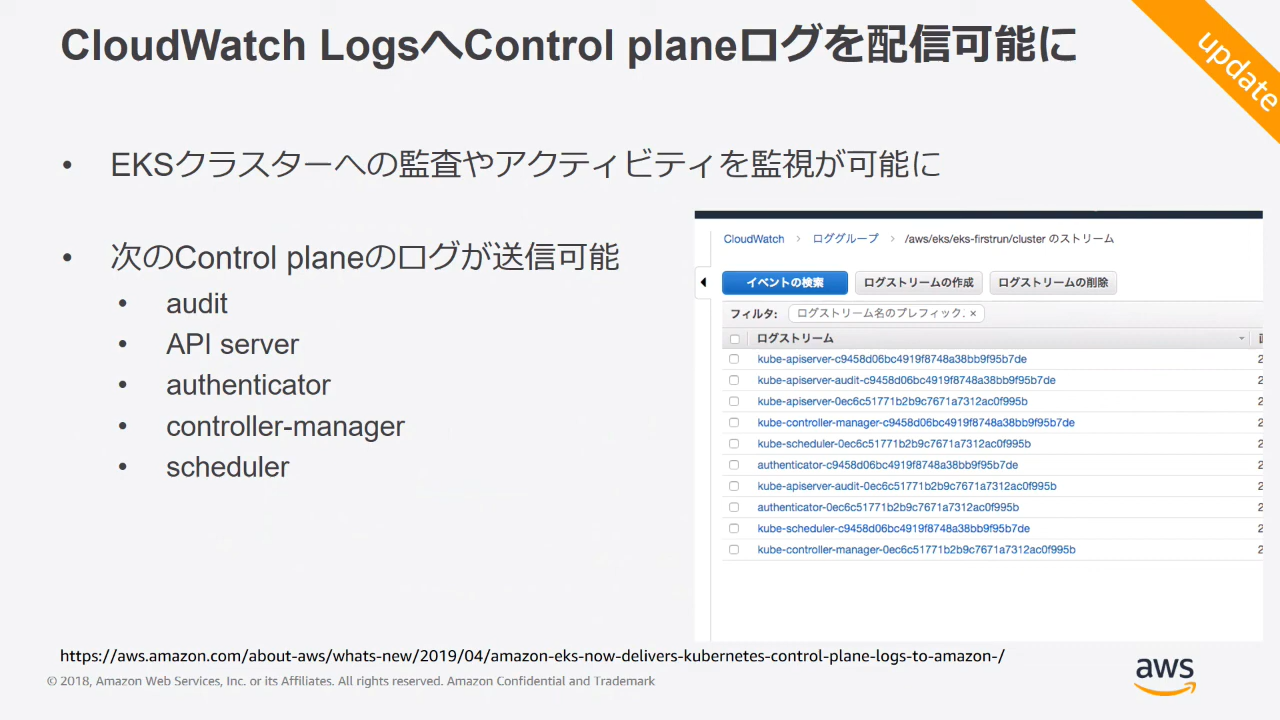 CloudWatch LogsへControl planeログを配信可能に
update
• EKSクラスターへの監査やアクティビティを監視が可能に
• 次のControl planeのログが送信可能
• audit
• API server
• authenticator
• controller-manager
• scheduler
CloudWatch › ロググループ › /aws/eks/eks-firstrun/cluster のストリーム
イベントの検索 ログストリームの作成 ログストリームの削除
フィルタ: ログストリーム名のプレフィック. ×
ログストリーム
kube-apiserver-c9458d06bc4919f8748a38bb9f95b7de 2
kube-apiserver-audit-c9458d06bc4919f8748a38bb9f95b7de 2
kube-apiserver-0ec6c51771b2b9c7671a7312ac0f995b 2
kube-controller-manager-c9458d06bc4919f8748a38bb9f95b7de 2
kube-scheduler-0ec6c51771b2b9c7671a7312ac0f995b 2
authenticator-c9458d06bc4919f8748a38bb9f95b7de 2
kube-apiserver-audit-0ec6c51771b2b9c7671a7312ac0f995b 2
authenticator-0ec6c51771b2b9c7671a7312ac0f995b 2
kube-scheduler-c9458d06bc4919f8748a38bb9f95b7de 2
kube-controller-manager-0ec6c51771b2b9c7671a7312ac0f995b 2
https://aws.amazon.com/about-aws/whats-new/2019/04/amazon-eks-now-delivers-kubernetes-control-plane-logs-to-amazon-/
© 2018, Amazon Web Services, Inc. or its Affiliates. All rights reserved. Amazon Confidential and Trademark
aws